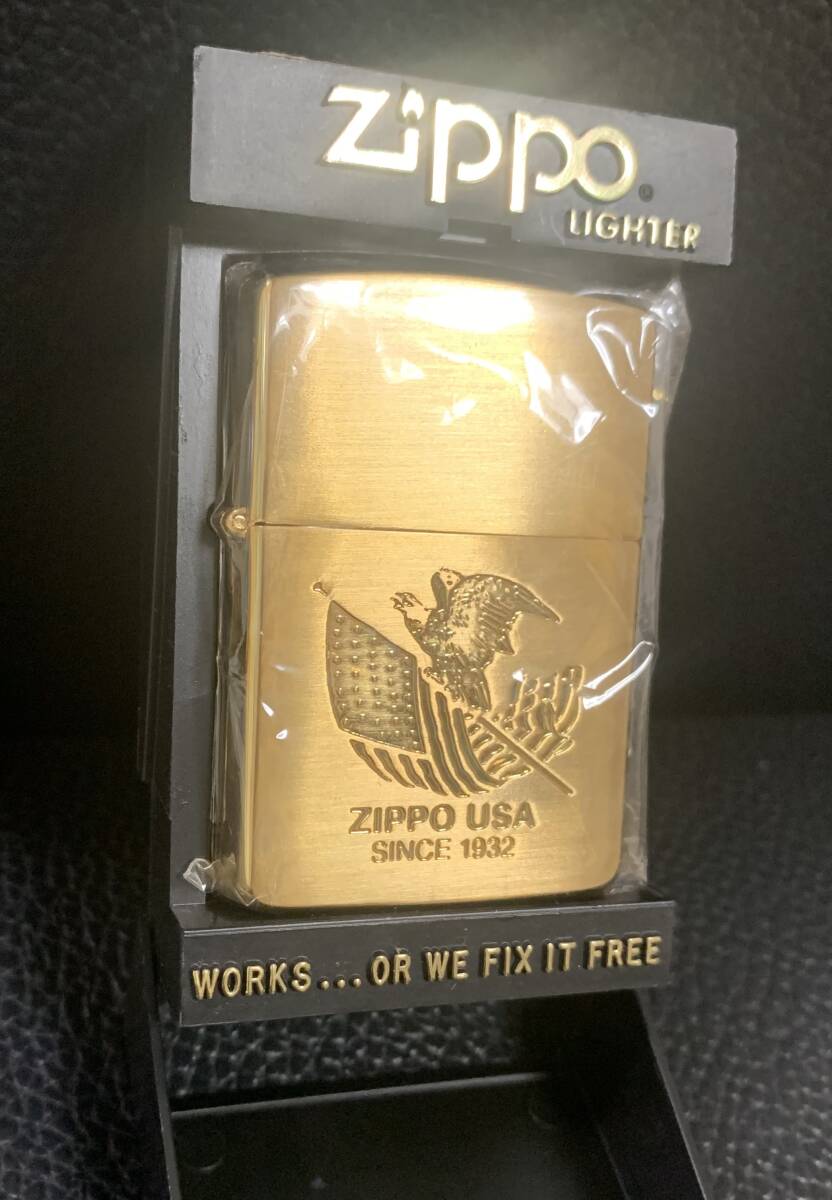 Zippo®
LIGHTER
ZIPPO USA
SINCE 1932
WORKS...OR WE FIX IT FREE